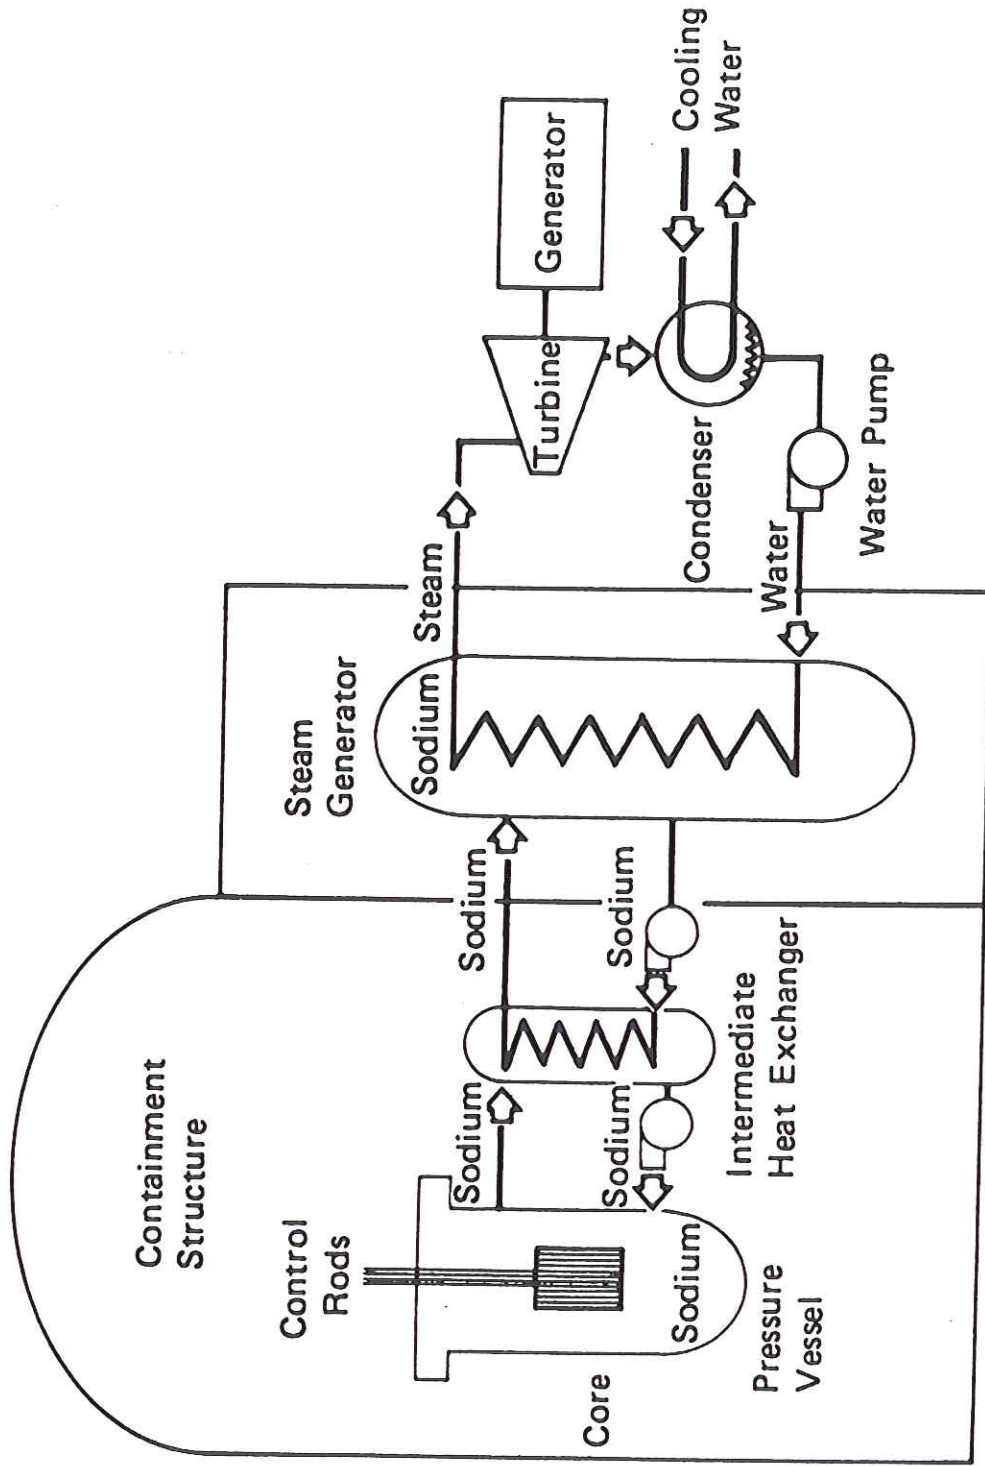 Containment
Structure
Control
Rods
Core
Sodium
Pressure
Vessel
Sodium
Sodium
Intermediate
Heat Exchanger
Sodium
Sodium
Steam
Generator
Sodium
Steam
Water
Turbine
Generator
Condenser
Water Pump
Cooling
Water